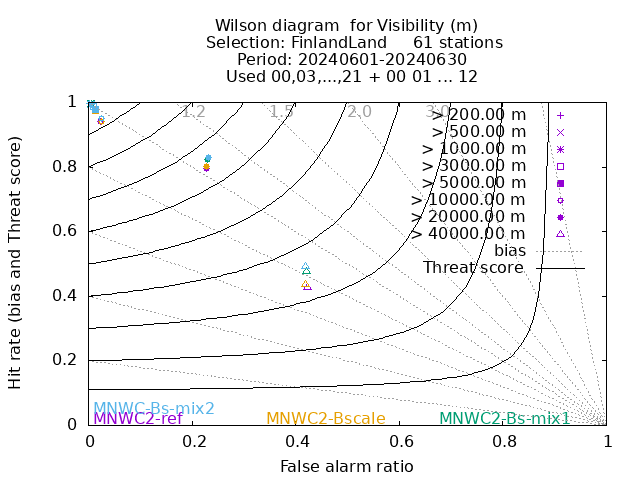 Wilson diagram  for Visibility (m)
Selection: FinlandLand     61 stations
Period: 20240601-20240630
Used 00,03,...,21 + 00 01 ... 12
Hit rate (bias and Threat score)
1
0.8
0.6
0.4
0.2
0
1.2
1.5
2.0
3.0
> 200.00 m
> 500.00 m
> 1000.00 m
> 3000.00 m
> 5000.00 m
> 10000.00 m
> 20000.00 m
> 40000.00 m
bias
Threat score
MNWC-Bs-mix2
MNWC2-ref
MNWC2-Bscale
MNWC2-Bs-mix1
0
0.2
0.4
0.6
0.8
1
False alarm ratio